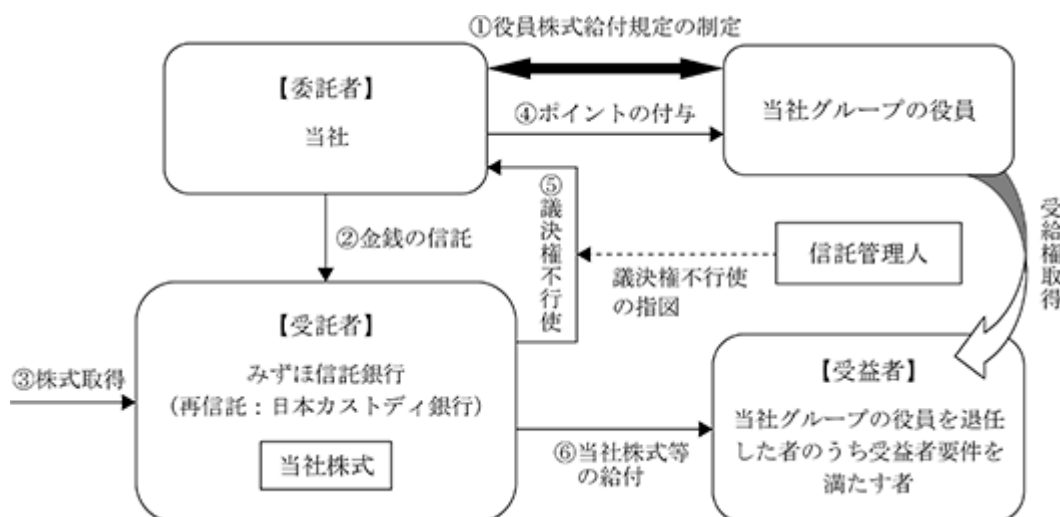 ①役員株式給付規定の制定
【委託者】
当社
④ポイントの付与
当社グループの役員
②金銭の信託
⑤議決権不行使
議決権不行使
の指図
信託管理人
受給権取得
③株式取得
【受託者】
みずほ信託銀行
(再信託：日本カストディ銀行)
当社株式
⑥当社株式等
の給付
【受益者】
当社グループの役員を退任
した者のうち受益者要件を
満たす者